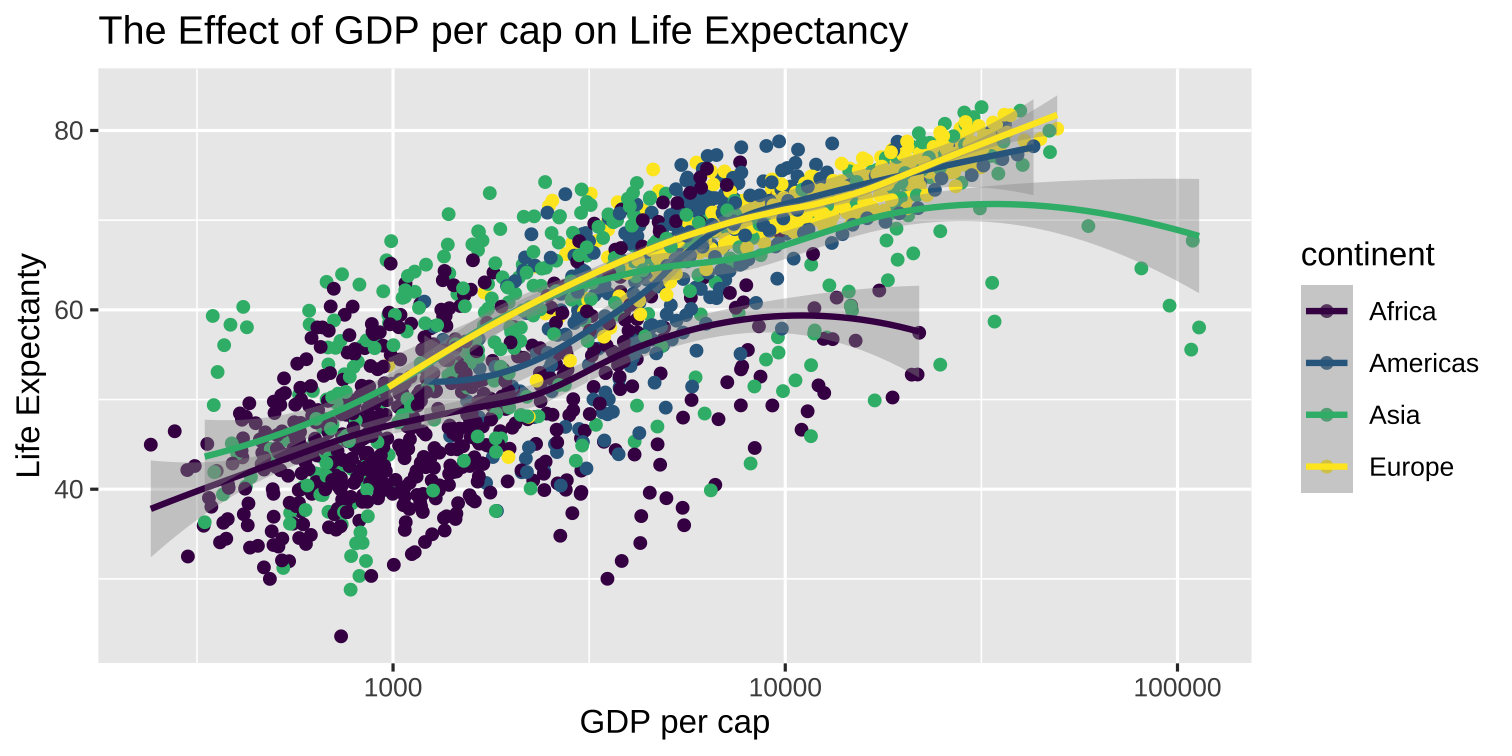 The Effect of GDP per cap on Life Expectancy
80
60
40
Life Expectanty
1000
10000
100000
GDP per cap
continent
Africa
Americas
Asia
Europe